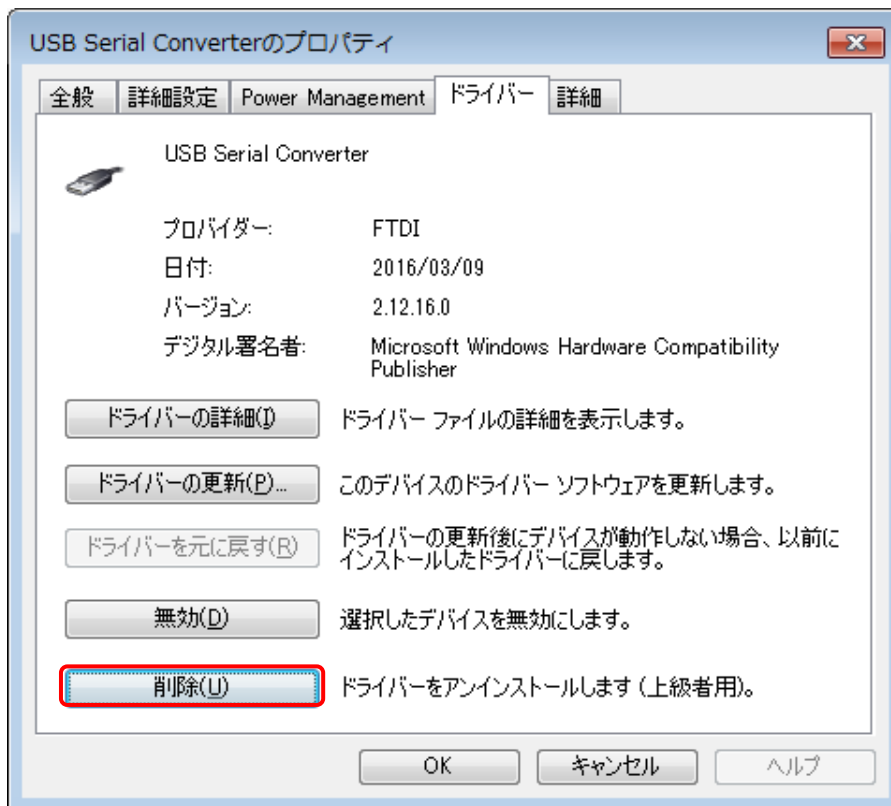 USB Serial Converterのプロパティ
全般 詳細設定 Power Management ドライバー 詳細
USB Serial Converter
プロバイダー: FTDI
日付: 2016/03/09
バージョン: 2.12.16.0
デジタル署名者: Microsoft Windows Hardware Compatibility
Publisher
ドライバーの詳細(I) ドライバー ファイルの詳細を表示します。
ドライバーの更新(P)... このデバイスのドライバー ソフトウェアを更新します。
ドライバーを元に戻す(R) ドライバーの更新後にデバイスが動作しない場合、以前に
インストールしたドライバーに戻します。
無効(D) 選択したデバイスを無効にします。
削除(U) ドライバーをアンインストールします (上級者用)。
OK キャンセル ヘルプ